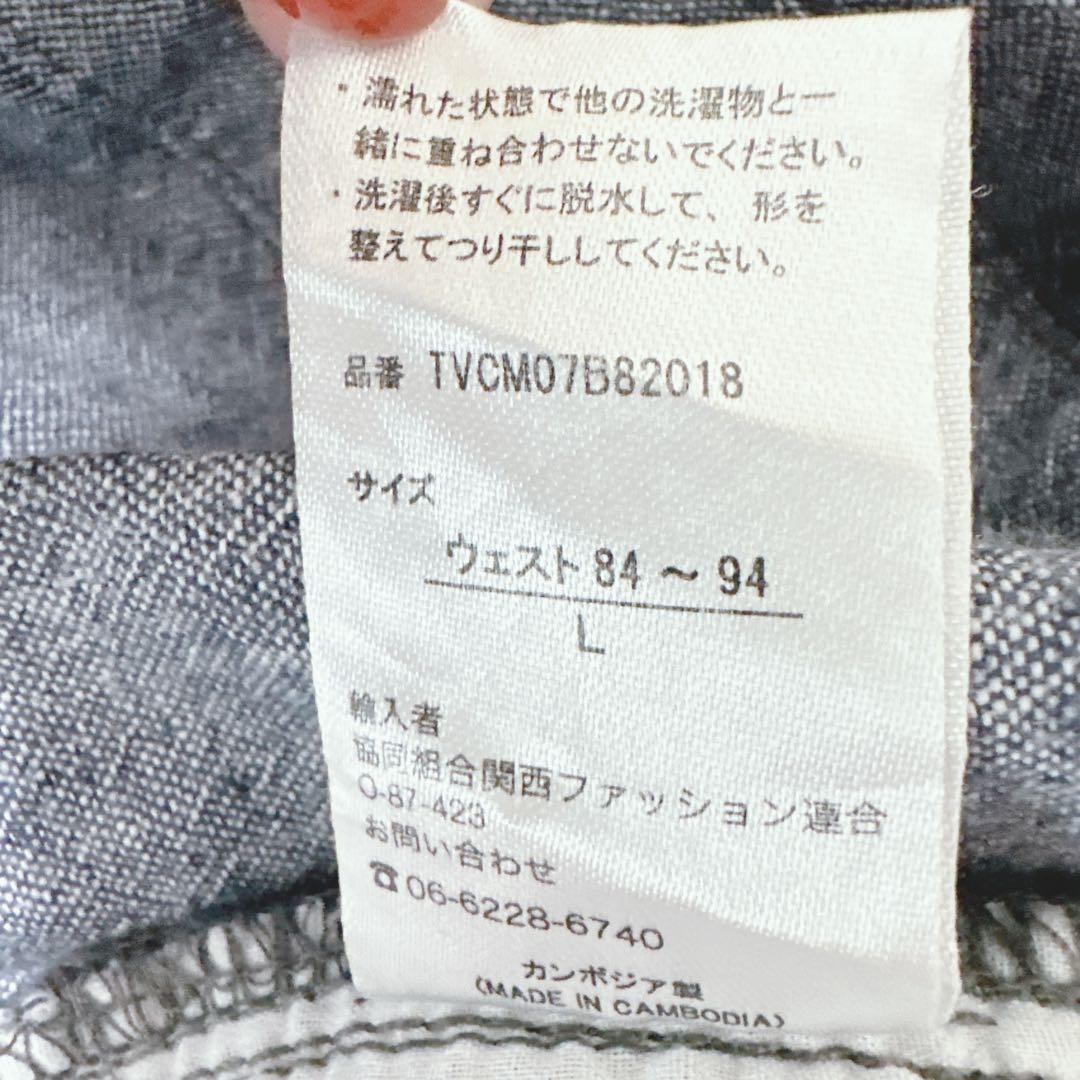 ・濡れた状態で他の洗濯物と一
緒に重ね合わせないでください。
・洗濯後すぐに脱水して、形を
整えてつり干ししてください。
品番 TVCM07B82018
サイズ
ウェスト 84 ～ 94
L
輸入者
協同組合関西ファッション連合
O-87-423
お問い合わせ
☎06-6228-6740
カンボジア製
(MADE IN CAMBODIA)